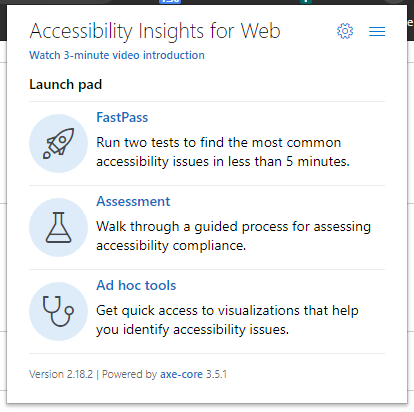 Accessibility Insights for Web
Watch 3-minute video introduction
Launch pad
FastPass
Run two tests to find the most common
accessibility issues in less than 5 minutes.
Assessment
Walk through a guided process for assessing
accessibility compliance.
Ad hoc tools
Get quick access to visualizations that help
you identify accessibility issues.
Version 2.18.2 | Powered by axe-core 3.5.1